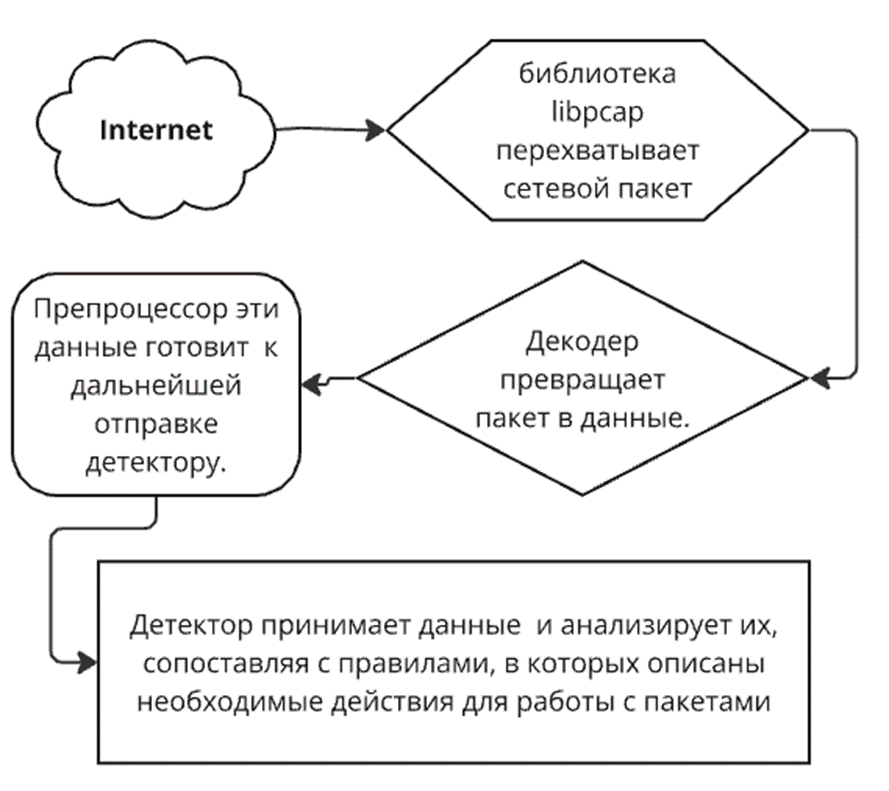 Internet
библиотека
libpcap
перехватывает
сетевой пакет
Декодер
превращает
пакет в данные.
Препроцессор эти
данные готовит к
дальнейшей
отправке
детектору.
Детектор принимает данные и анализирует их,
сопоставляя с правилами, в которых описаны
необходимые действия для работы с пакетами